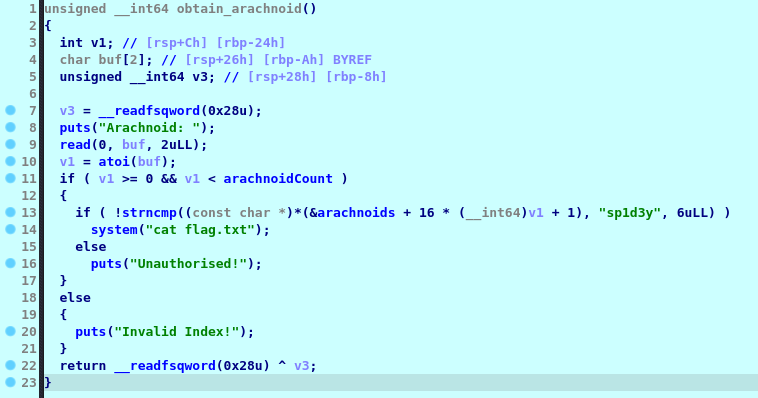 1 unsigned __int64 obtain_arachnoid()
2 {
3 int v1; // [rsp+Ch] [rbp-24h]
4 char buf[2]; // [rsp+26h] [rbp-Ah] BYREF
5 unsigned __int64 v3; // [rsp+28h] [rbp-8h]
6
7 v3 = __readfsqword(0x28u);
8 puts("Arachnoid: ");
9 read(0, buf, 2uLL);
10 v1 = atoi(buf);
11 if ( v1 >= 0 && v1 < arachnoidCount )
12 {
13 if ( !strncmp((const char *)*(&arachnoids + 16 * (__int64)v1 + 1), "sp1d3y", 6uLL) )
14 system("cat flag.txt");
15 else
16 puts("Unauthorised!");
17 }
18 else
19 {
20 puts("Invalid Index!");
21 }
22 return __readfsqword(0x28u) ^ v3;
23 }